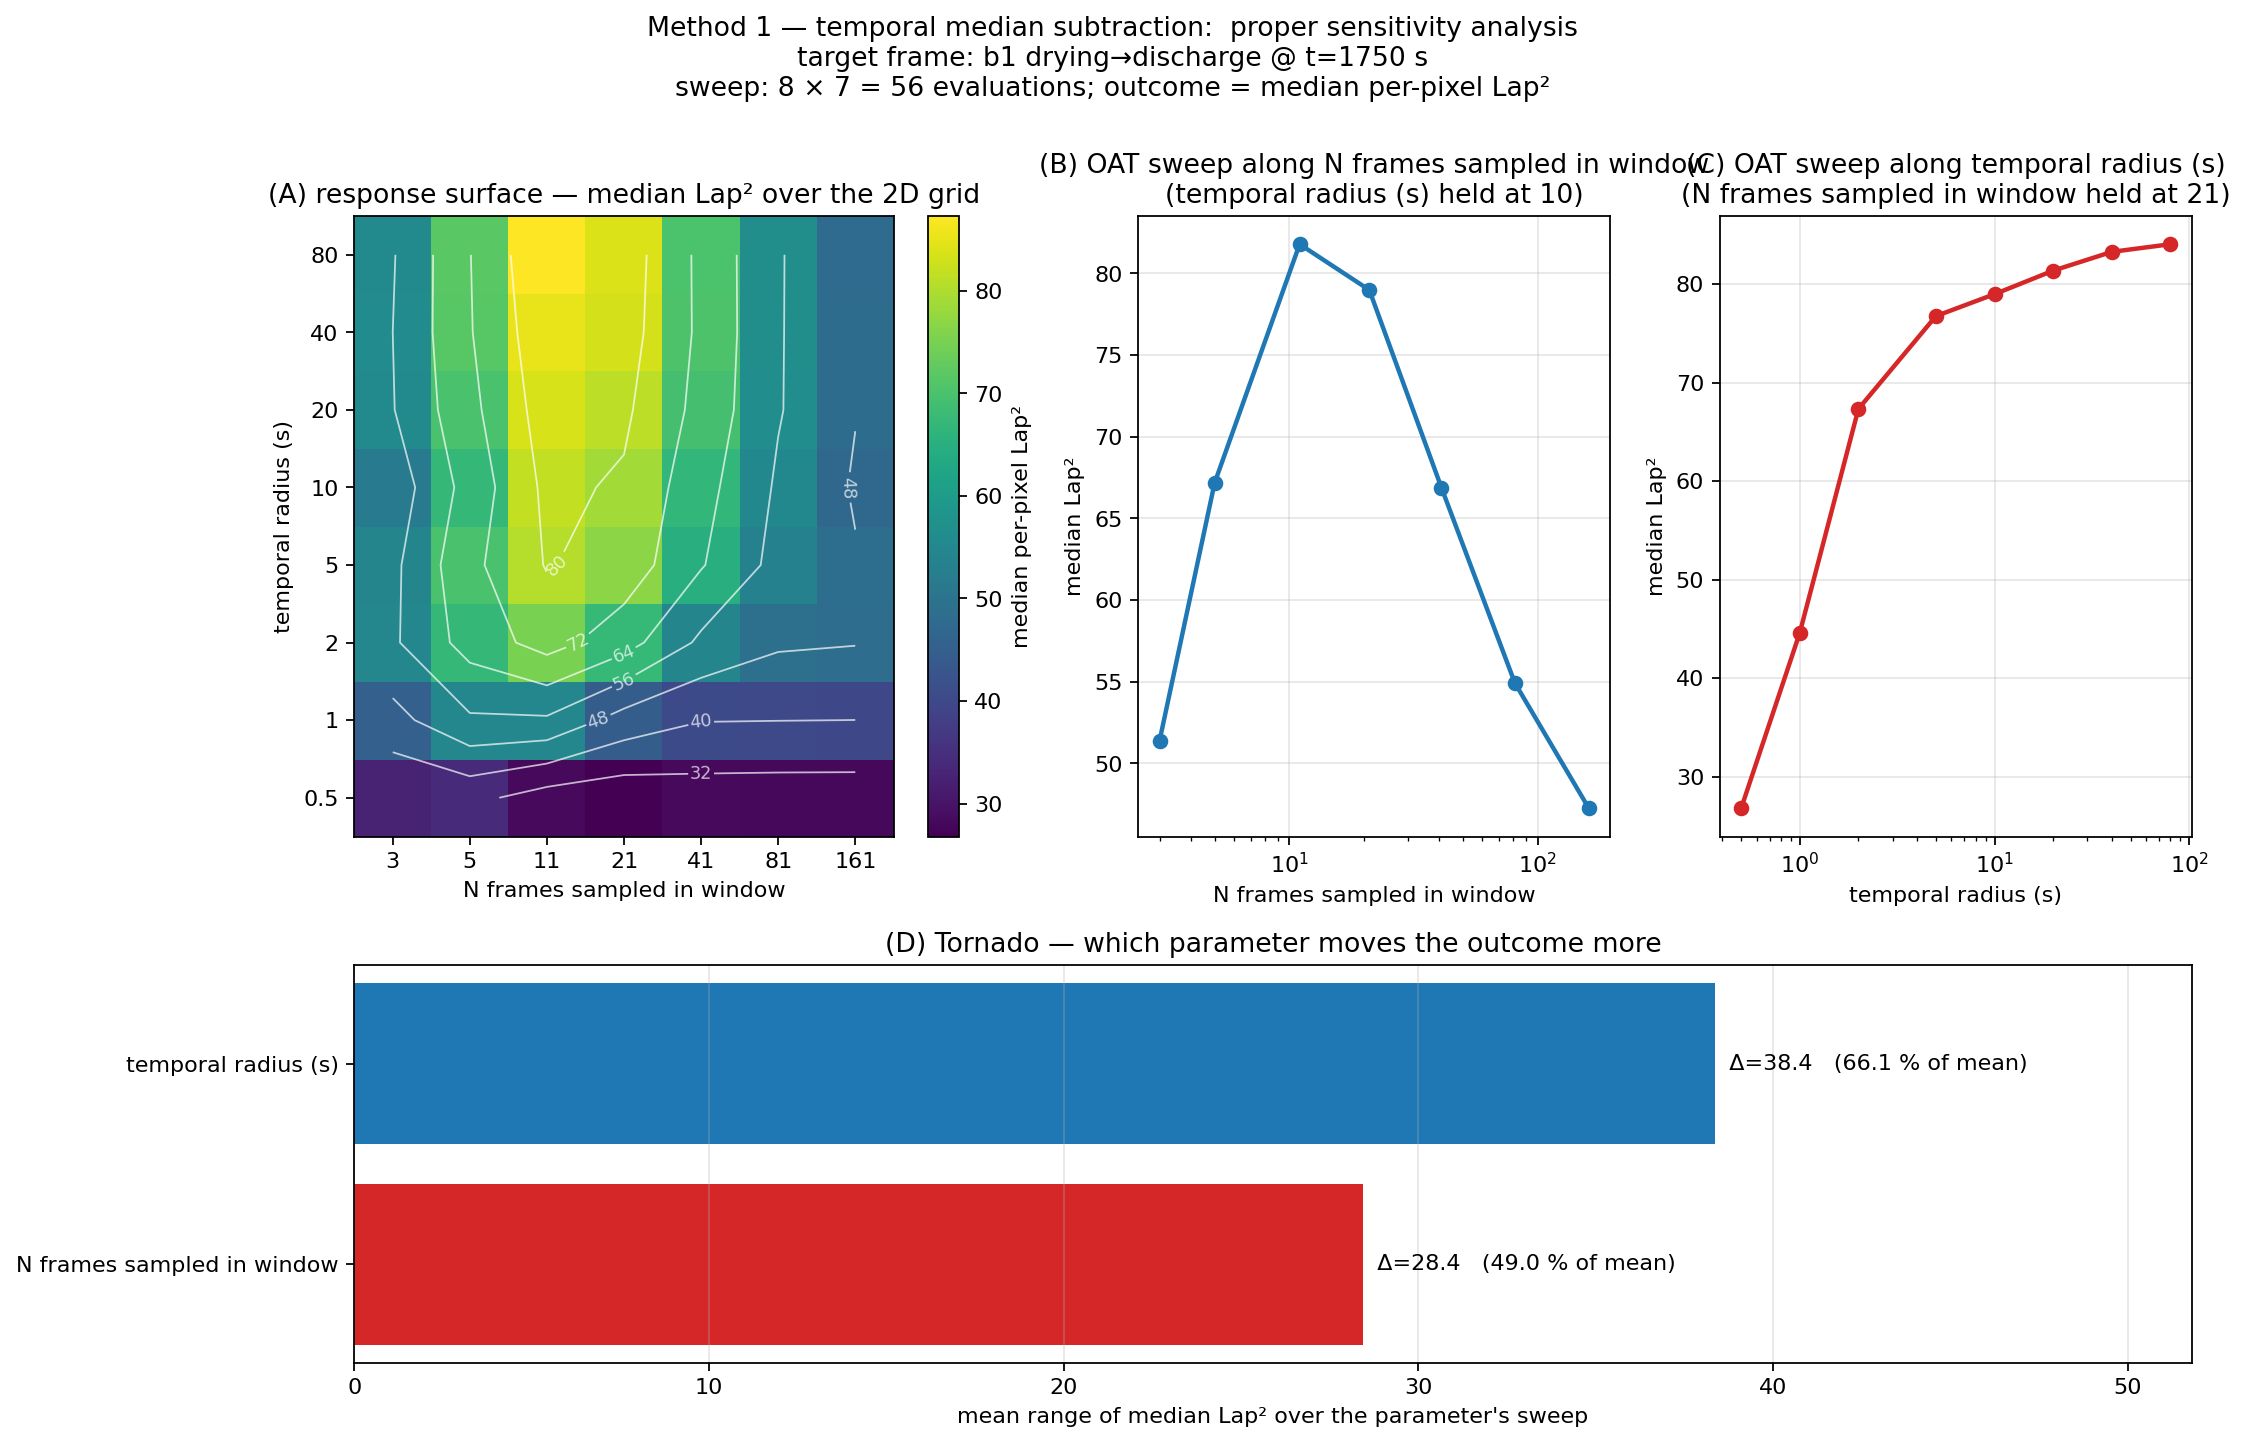 Method 1 — temporal median subtraction:  proper sensitivity analysis
target frame: b1 drying→discharge @ t=1750 s
sweep: 8 × 7 = 56 evaluations; outcome = median per-pixel Lap²
(A) response surface — median Lap² over the 2D grid
temporal radius (s)
80
40
20
10
5
2
1
0.5
80
72
64
56
48
40
32
48
3 5 11 21 41 81 161
N frames sampled in window
80
70
60
50
40
30
median per-pixel Lap²
(B) OAT sweep along N frames sampled in window
(temporal radius (s) held at 10)
median Lap²
80
75
70
65
60
55
50
10¹ 10²
N frames sampled in window
(C) OAT sweep along temporal radius (s)
(N frames sampled in window held at 21)
median Lap²
80
70
60
50
40
30
10⁰ 10¹ 10²
temporal radius (s)
(D) Tornado — which parameter moves the outcome more
temporal radius (s)
Δ=38.4   (66.1 % of mean)
N frames sampled in window
Δ=28.4   (49.0 % of mean)
0 10 20 30 40 50
mean range of median Lap² over the parameter's sweep